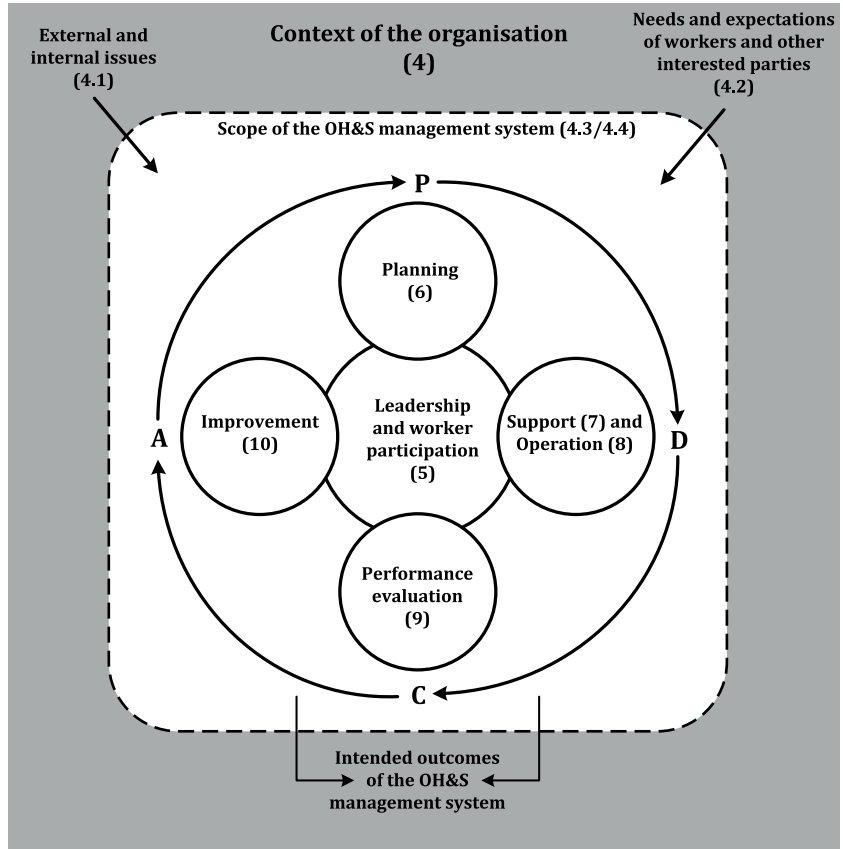 External and
internal issues
(4.1)
Context of the organisation
(4)
Needs and expectations
of workers and other
interested parties
(4.2)
Scope of the OH&S management system (4.3/4.4)
P
Planning
(6)
A
Improvement
(10)
Leadership
and worker
participation
(5)
Support (7) and
Operation (8)
D
Performance
evaluation
(9)
C
Intended outcomes
of the OH&S
management system